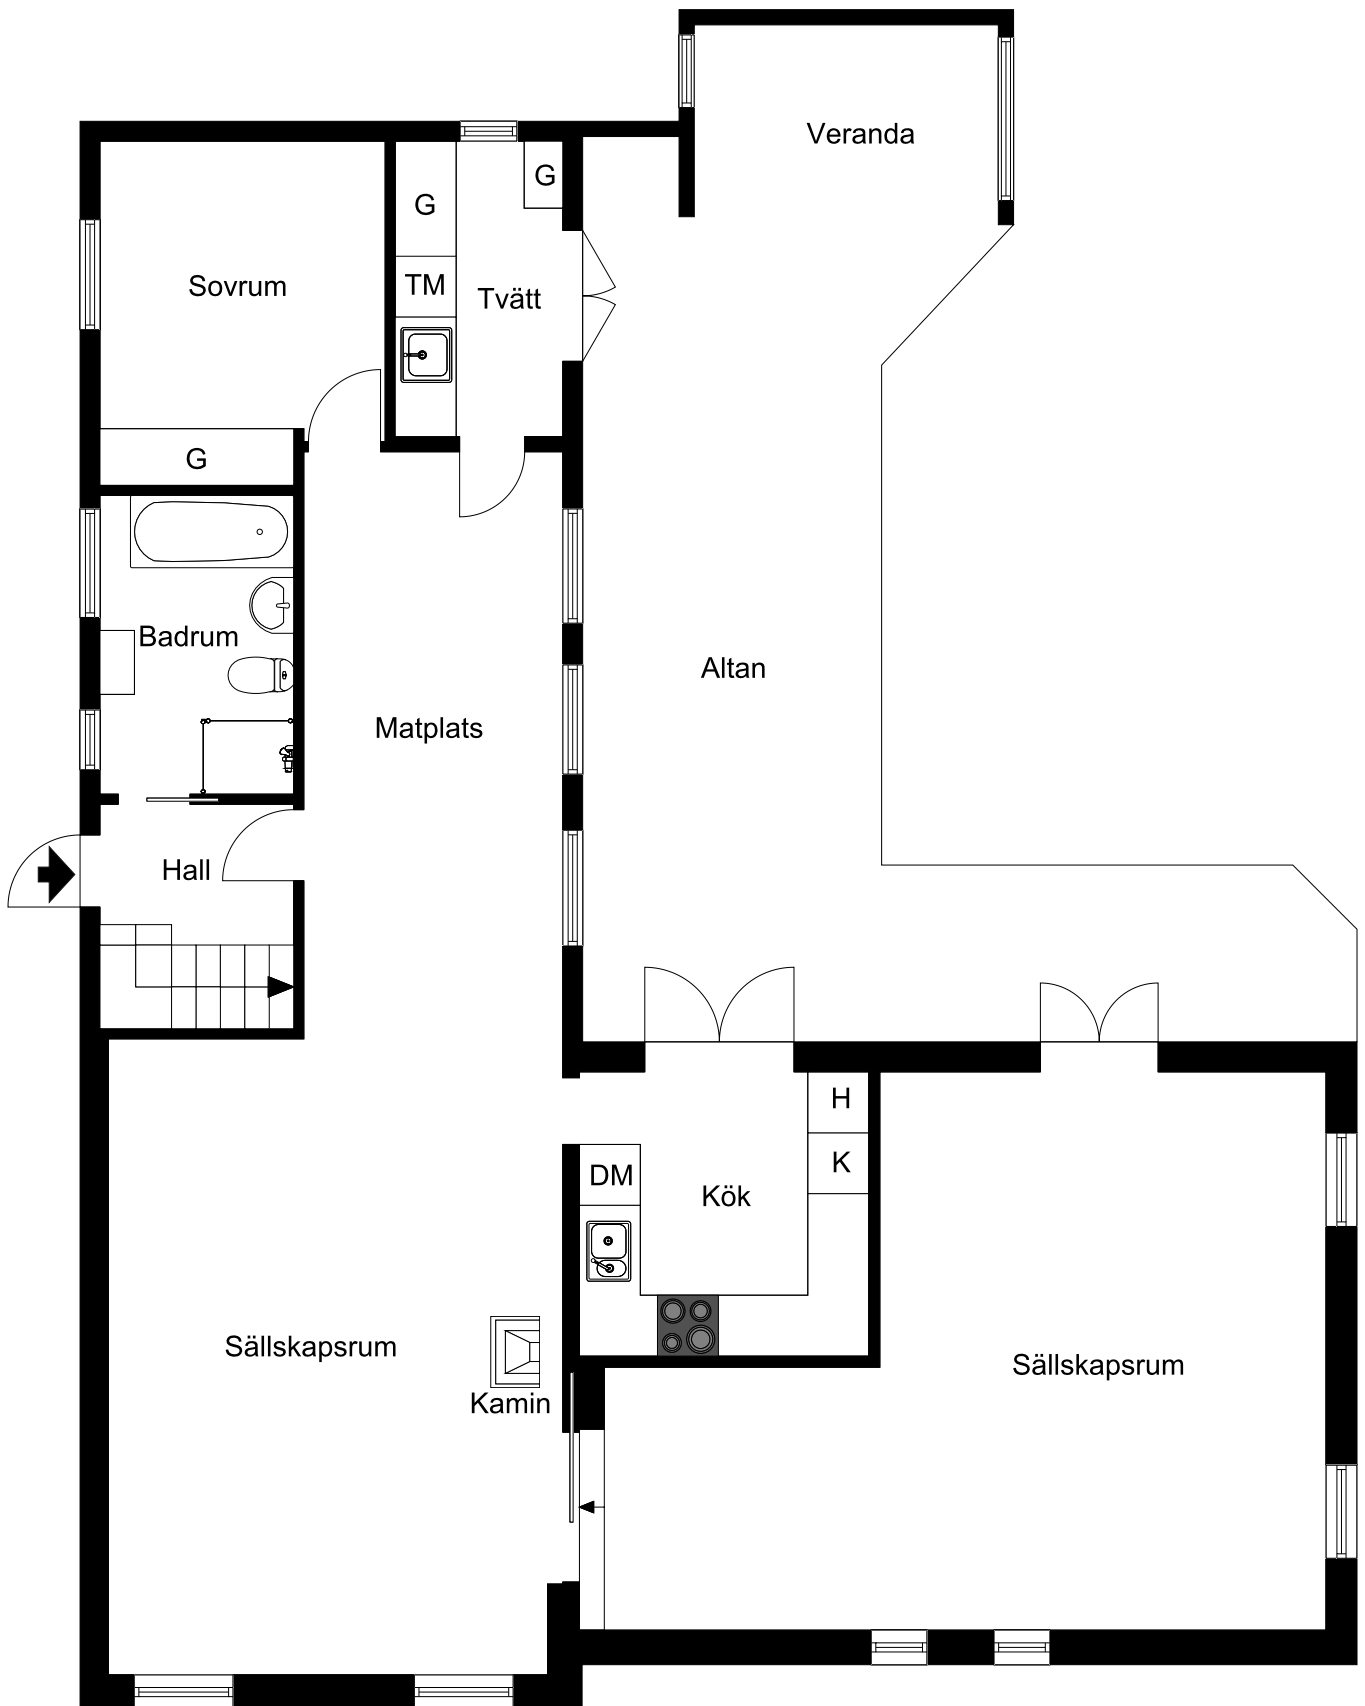 Veranda
G
G
Sovrum
TM
Tvätt
G
Badrum
Altan
Matplats
Hall
H
K
DM
Kök
Sällskapsrum
Sällskapsrum
Kamin